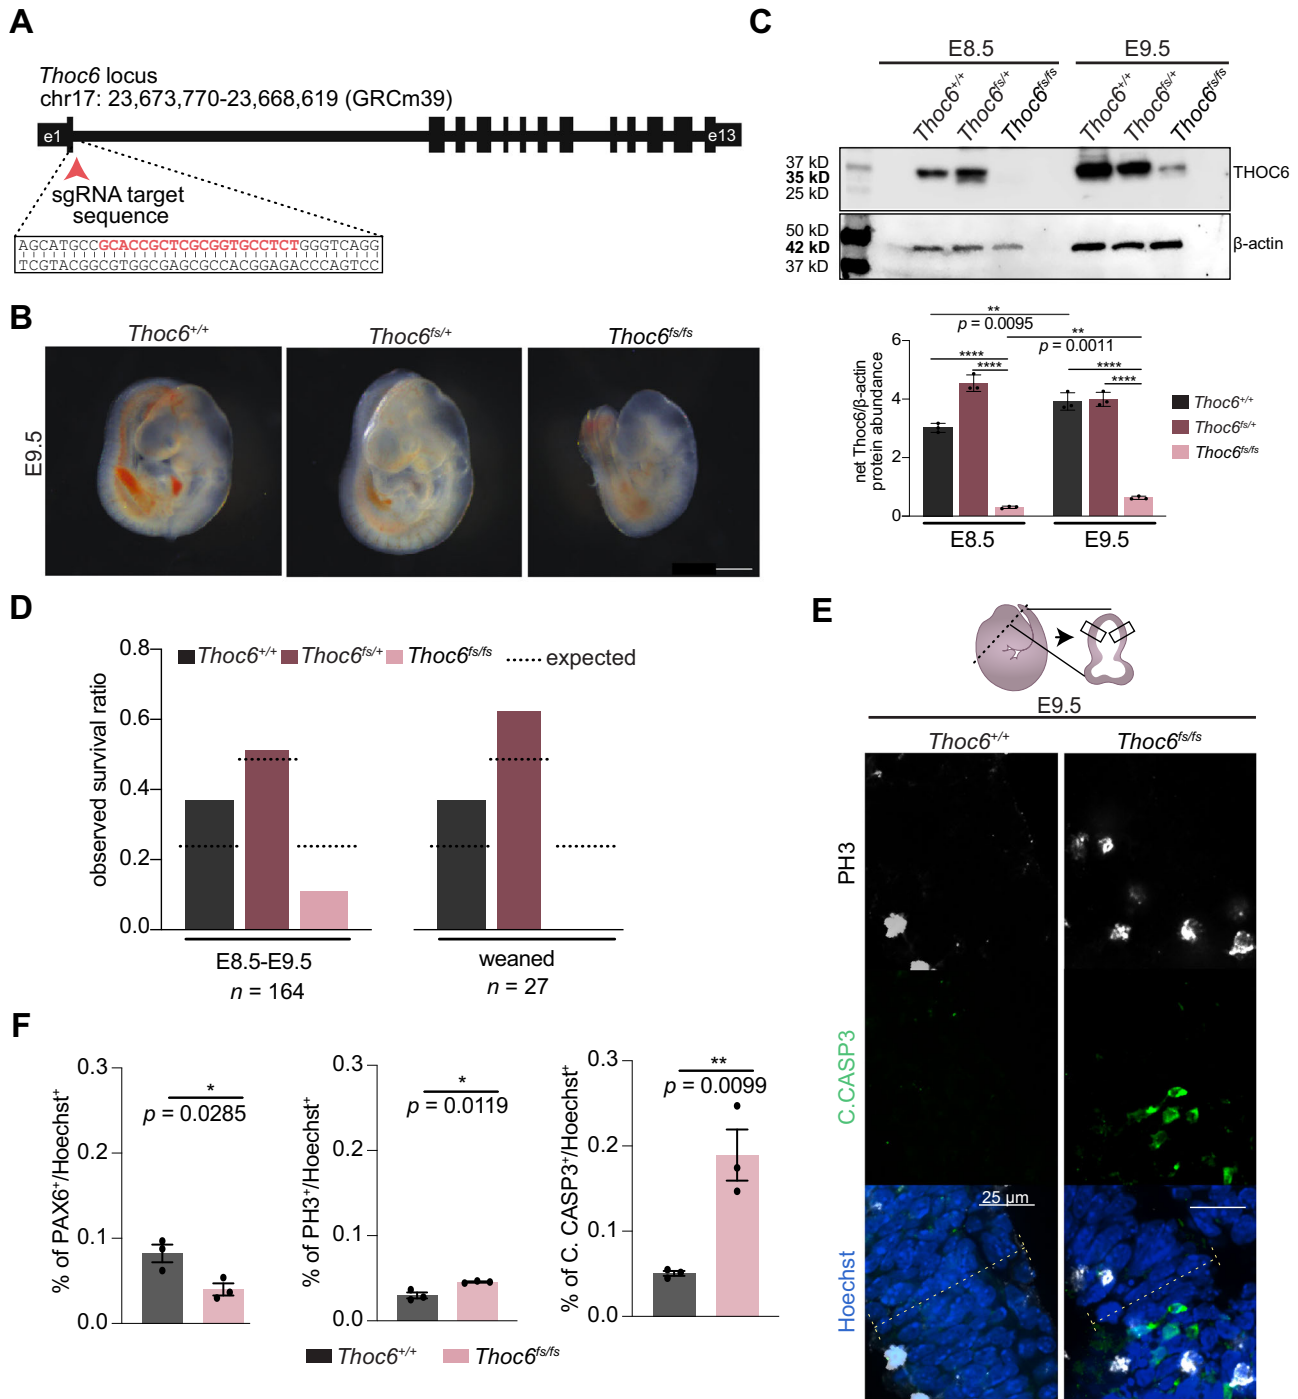 A
Thoc6 locus
chr17: 23,673,770-23,668,619 (GRCm39)
e1
e13
sgRNA target
sequence
AGCATGCCGCACCGCTCGCGGTGCCTCTGGGTCAGG
TCGTACGGCGTGGCGAGCGCCACGGAGACCCAGTCC
B
Thoc6+/+
Thoc6fs/+
Thoc6fs/fs
E9.5
C
E8.5
E9.5
Thoc6+/+
Thoc6fs/+
Thoc6fs/fs
Thoc6+/+
Thoc6fs/+
Thoc6fs/fs
37 kD
35 kD
25 kD
THOC6
50 kD
42 kD
37 kD
β-actin
net Thoc6/β-actin
protein abundance
6
4
2
0
**
p = 0.0095
**
p = 0.0011
****
****
****
****
E8.5
E9.5
Thoc6+/+
Thoc6fs/+
Thoc6fs/fs
D
observed survival ratio
0.8
0.6
0.4
0.2
0.0
Thoc6+/+
Thoc6fs/+
Thoc6fs/fs
expected
E8.5-E9.5
n = 164
weaned
n = 27
E
E9.5
Thoc6+/+
Thoc6fs/fs
PH3
C.CASP3
Hoechst
25 µm
F
% of PAX6+/Hoechst+
0.3
0.2
0.1
0.0
*
p = 0.0285
% of PH3+/Hoechst+
0.3
0.2
0.1
0.0
*
p = 0.0119
% of C. CASP3+/Hoechst+
0.3
0.2
0.1
0.0
**
p = 0.0099
Thoc6+/+
Thoc6fs/fs